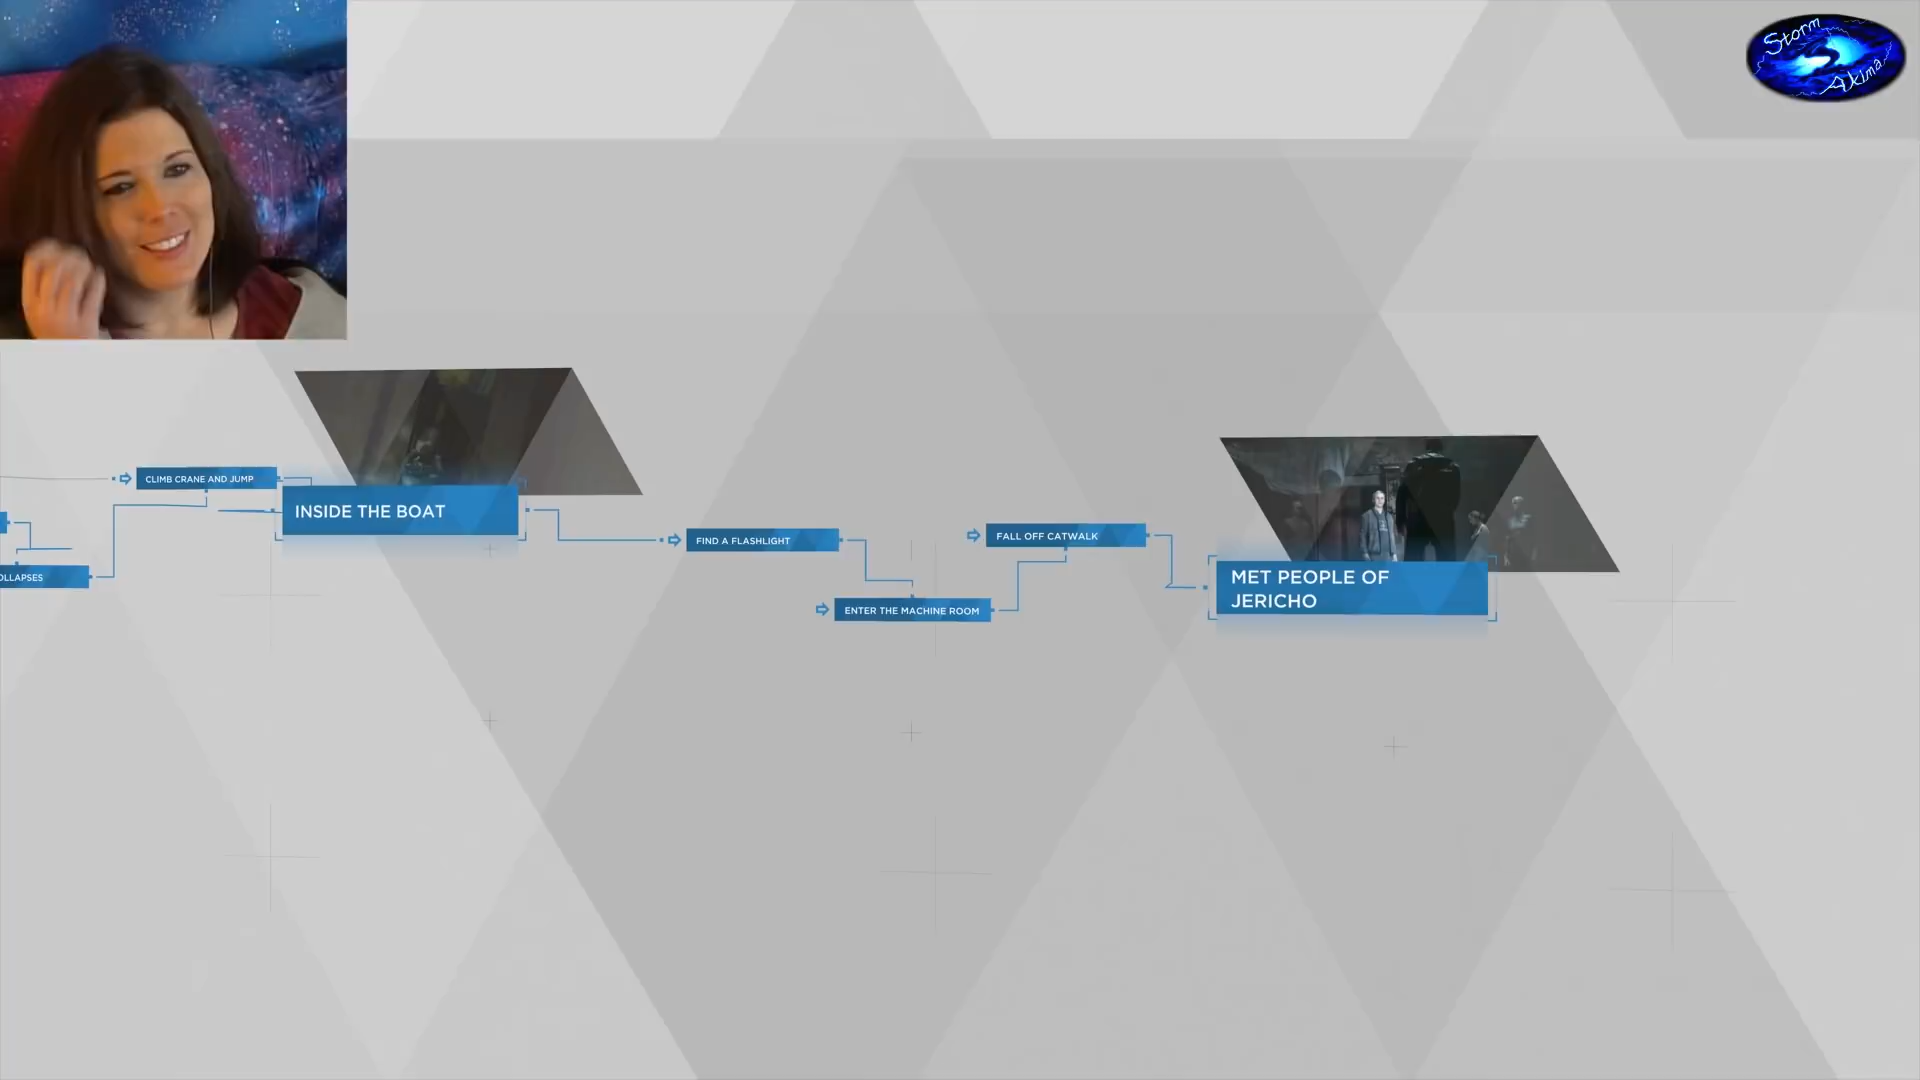 Storm
Akima
CLIMB CRANE AND JUMP
INSIDE THE BOAT
FIND A FLASHLIGHT
FALL OFF CATWALK
MET PEOPLE OF
JERICHO
OLLAPSES
ENTER THE MACHINE ROOM